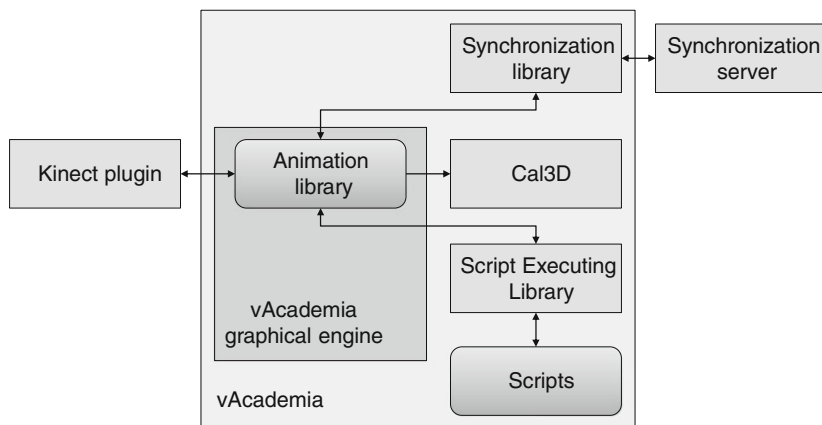 Synchronization
library
Synchronization
server
Kinect plugin
Animation
library
Cal3D
Script Executing
Library
vAcademia
graphical engine
Scripts
vAcademia